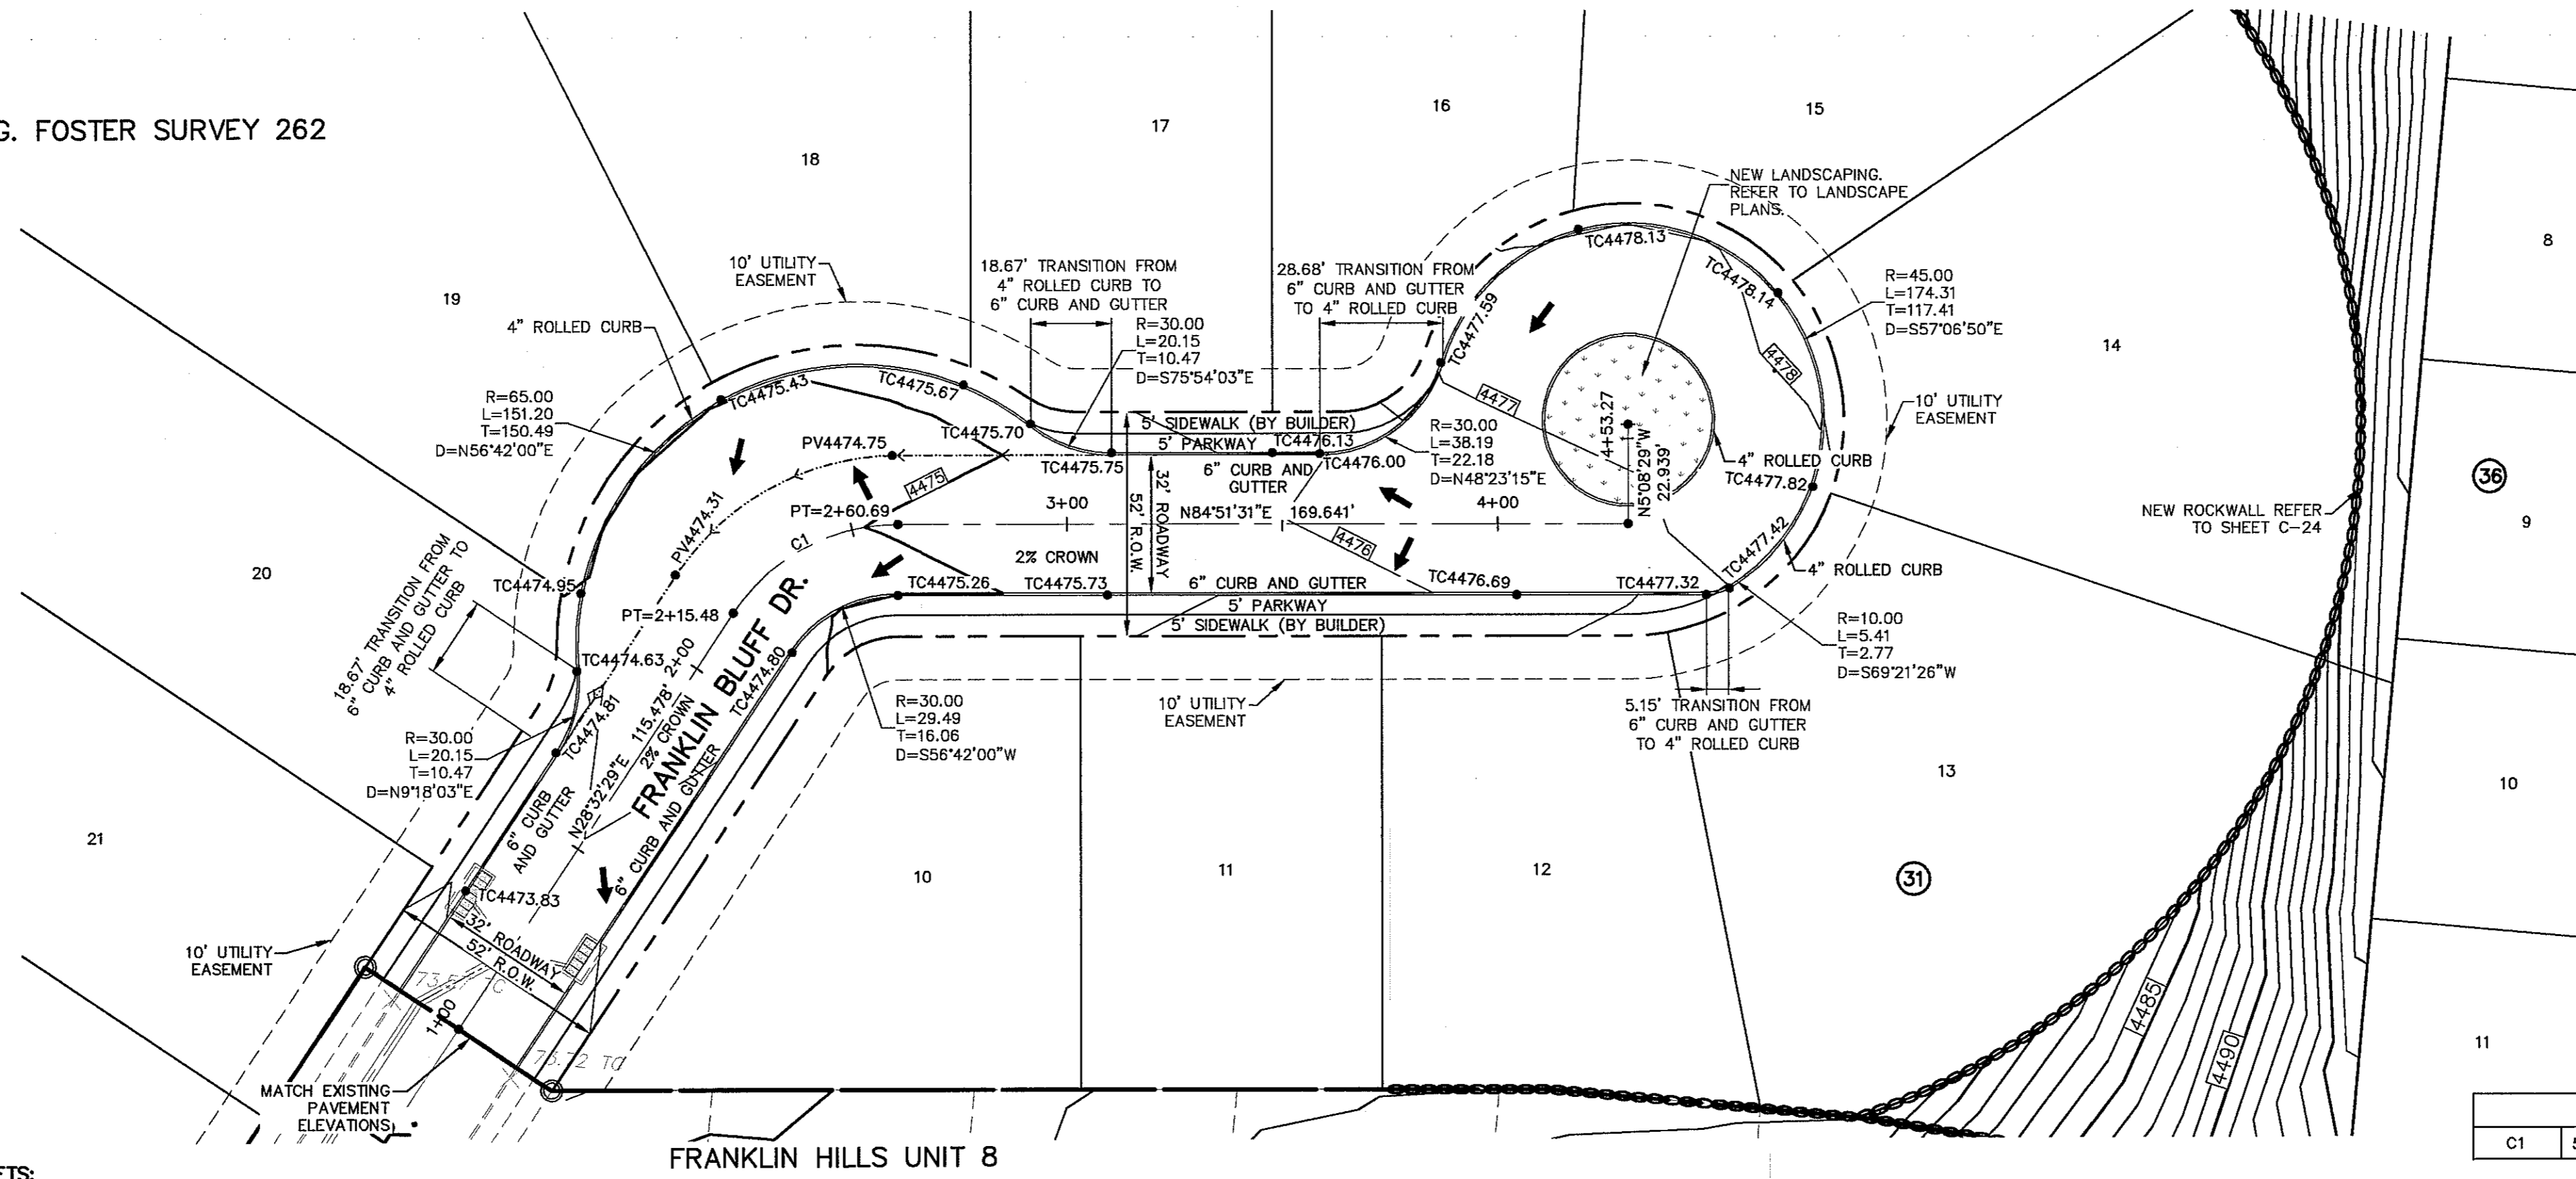 G. FOSTER SURVEY 262
18
17
16
15
8
NEW LANDSCAPING.
REFER TO LANDSCAPE
PLANS.
10' UTILITY
EASEMENT
18.67' TRANSITION FROM
4" ROLLED CURB TO
6" CURB AND GUTTER
28.68' TRANSITION FROM
6" CURB AND GUTTER
TO 4" ROLLED CURB
TC4478.13
TC4478.14
R=45.00
L=174.31
T=117.41
D=S57°06'50"E
19
4" ROLLED CURB
R=30.00
L=20.15
T=10.47
D=S75°54'03"E
TC4477.59
4478
14
R=65.00
L=151.20
T=150.49
D=N56°42'00"E
TC4475.43
TC4475.67
4477
10' UTILITY
EASEMENT
TC4475.70
PV4474.75
5' SIDEWALK (BY BUILDER)
5' PARKWAY
TC4476.13
TC4475.75
TC4476.00
6" CURB AND
GUTTER
R=30.00
L=38.19
T=22.18
D=N48°23'15"E
4+53.27
N5°08'29"W
22.939'
4" ROLLED CURB
TC4477.82
36
NEW ROCKWALL REFER
TO SHEET C-24
9
4475
PV4474.31
PT=2+60.69
C1
3+00
N84°51'31"E
169.641'
4+00
32' ROADWAY
52' R.O.W.
4476
TC4477.42
4" ROLLED CURB
20
18.67' TRANSITION FROM
6" CURB AND GUTTER TO
4" ROLLED CURB
TC4474.95
2% CROWN
TC4475.26
TC4475.73
6" CURB AND GUTTER
TC4476.69
TC4477.32
5' PARKWAY
5' SIDEWALK (BY BUILDER)
PT=2+15.48
R=10.00
L=5.41
T=2.77
D=S69°21'26"W
TC4474.63
TC4474.81
2+00
FRANKLIN BLUFF DR.
TC4474.80
R=30.00
L=29.49
T=16.06
D=S56°42'00"W
10' UTILITY
EASEMENT
5.15' TRANSITION FROM
6" CURB AND GUTTER
TO 4" ROLLED CURB
R=30.00
L=20.15
T=10.47
D=N9°18'03"E
N28°32'29"E
115.478'
2% CROWN
6" CURB AND GUTTER
6" CURB
AND GUTTER
13
10
21
10
11
12
31
TC4473.83
32' ROADWAY
52' R.O.W.
10' UTILITY
EASEMENT
1+00
MATCH EXISTING
PAVEMENT
ELEVATIONS
4485
4490
11
FRANKLIN HILLS UNIT 8
C1